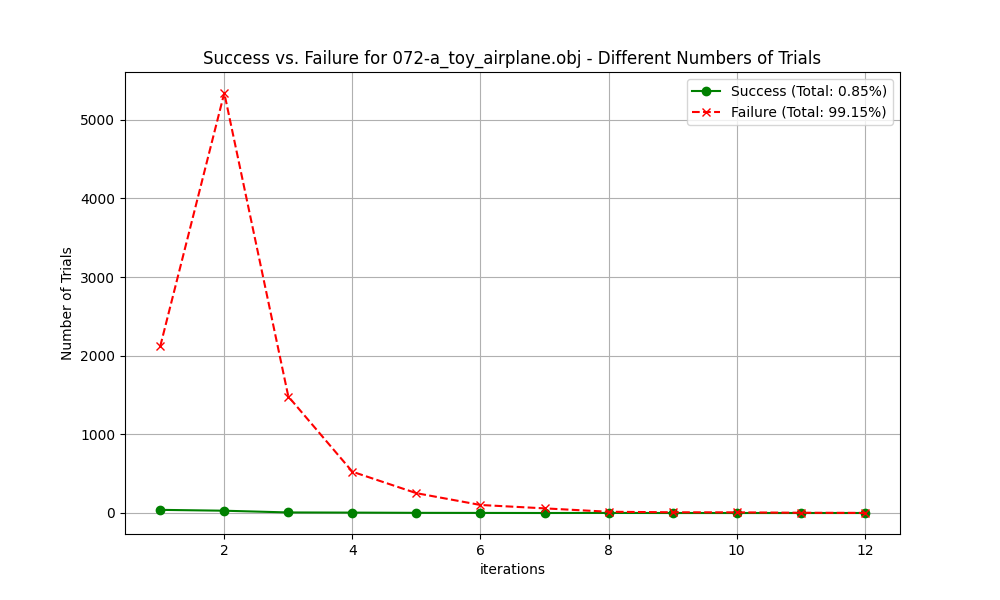 Success vs. Failure for 072-a_toy_airplane.obj - Different Numbers of Trials
Success (Total: 0.85%)
Failure (Total: 99.15%)
Number of Trials
5000
4000
3000
2000
1000
0
2 4 6 8 10 12
iterations